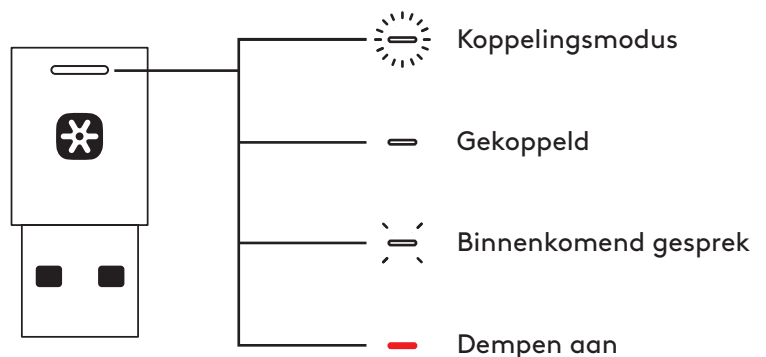 Koppelingsmodus
Gekoppeld
Binnenkomend gesprek
Dempen aan